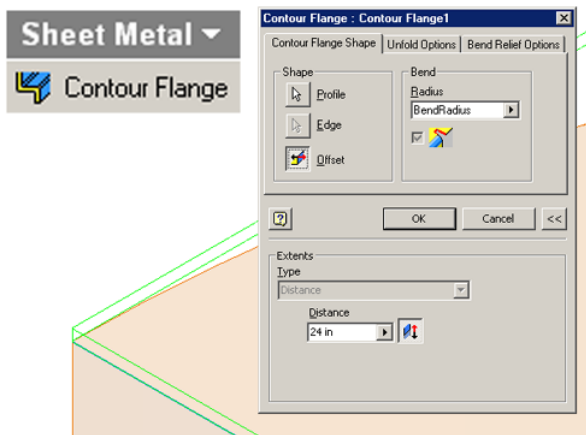 Sheet Metal
Contour Flange
Contour Flange : Contour Flange1
Contour Flange Shape
Unfold Options
Bend Relief Options
Shape
Profile
Edge
Offset
Bend
Radius
BendRadius
OK
Cancel
<<
Extents
Type
Distance
Distance
24 in